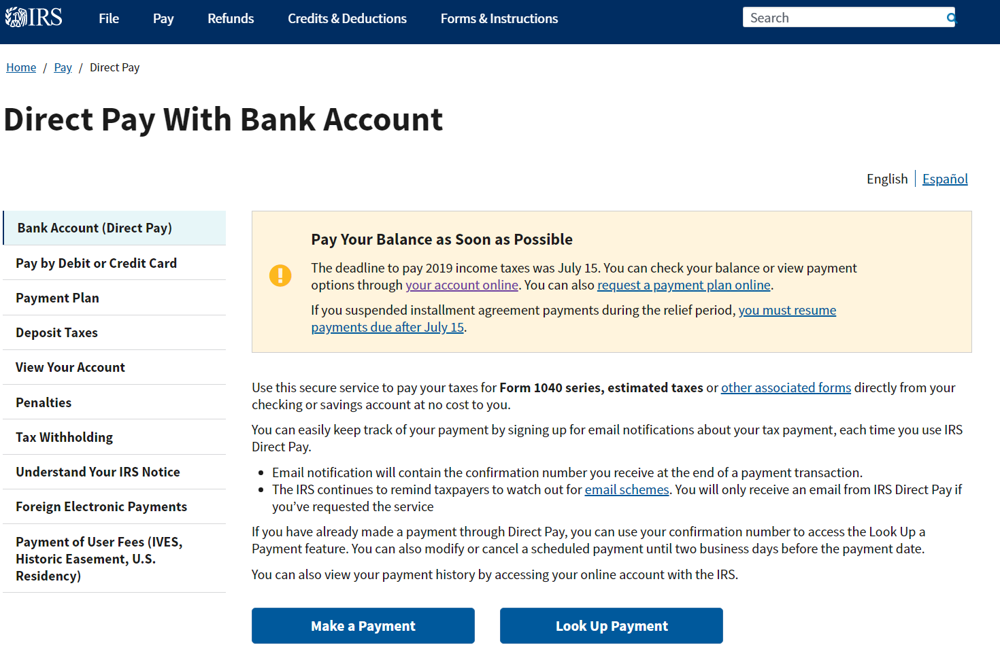 IRS
File
Pay
Refunds
Credits & Deductions
Forms & Instructions
Search
Home / Pay / Direct Pay
Direct Pay With Bank Account
English | Español
Bank Account (Direct Pay)
Pay by Debit or Credit Card
Payment Plan
Deposit Taxes
View Your Account
Penalties
Tax Withholding
Understand Your IRS Notice
Foreign Electronic Payments
Payment of User Fees (IVES,
Historic Easement, U.S.
Residency)
Pay Your Balance as Soon as Possible
The deadline to pay 2019 income taxes was July 15. You can check your balance or view payment
options through your account online. You can also request a payment plan online.
If you suspended installment agreement payments during the relief period, you must resume
payments due after July 15.
Use this secure service to pay your taxes for Form 1040 series, estimated taxes or other associated forms directly from your
checking or savings account at no cost to you.
You can easily keep track of your payment by signing up for email notifications about your tax payment, each time you use IRS
Direct Pay.
• Email notification will contain the confirmation number you receive at the end of a payment transaction.
• The IRS continues to remind taxpayers to watch out for email schemes. You will only receive an email from IRS Direct Pay if
you’ve requested the service
If you have already made a payment through Direct Pay, you can use your confirmation number to access the Look Up a
Payment feature. You can also modify or cancel a scheduled payment until two business days before the payment date.
You can also view your payment history by accessing your online account with the IRS.
Make a Payment
Look Up Payment